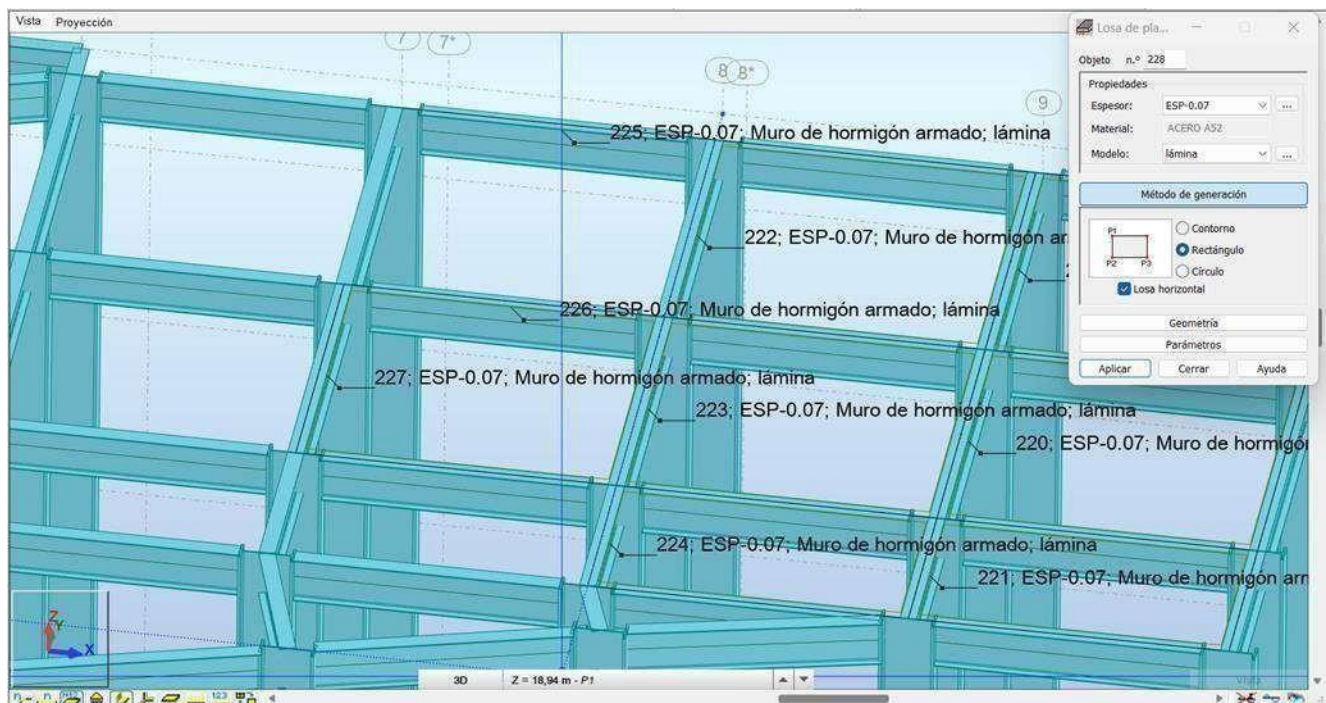 Vista Proyección
Losa de pla...
7 7* 8 8* 9
Objeto n.º 228
Propiedades
Espesor: ESP-0.07 ...
Material: ACERO A52
Modelo: lámina ...
Método de generación
P1
P2 P3
Contorno
Rectángulo
Círculo
Losa horizontal
Geometría
Parámetros
Aplicar Cerrar Ayuda
225; ESP-0.07; Muro de hormigón armado; lámina
222; ESP-0.07; Muro de hormigón ar
226; ESP-0.07; Muro de hormigón armado; lámina
227; ESP-0.07; Muro de hormigón armado; lámina
223; ESP-0.07; Muro de hormigón armado; lámina
220; ESP-0.07; Muro de hormigó
224; ESP-0.07; Muro de hormigón armado; lámina
221; ESP-0.07; Muro de hormigón arm
Z Y X
3D Z = 18,94 m - P1 Vista